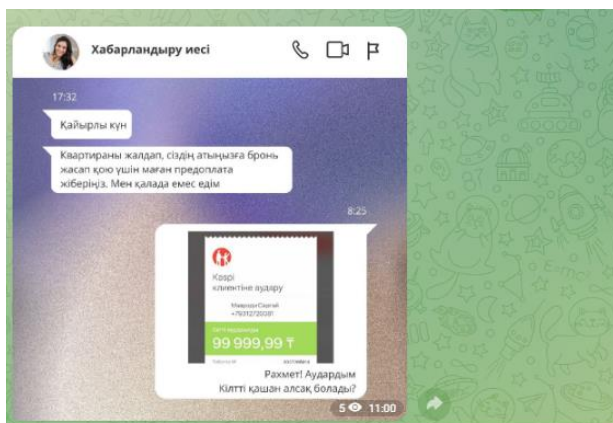 Хабарландыру иесі
17:32
Қайырлы күн
Квартираны жалдап, сіздің атыңызға бронь
жасап қою үшін маған предоплата
жіберіңіз. Мен қалада емес едім
8:25
Kaspi
клиентіне аудару
Мавроди Сергей
99 999,99 ₸
Рахмет! Аудардым
Кілтті қашан алсақ болады?
5 11:00